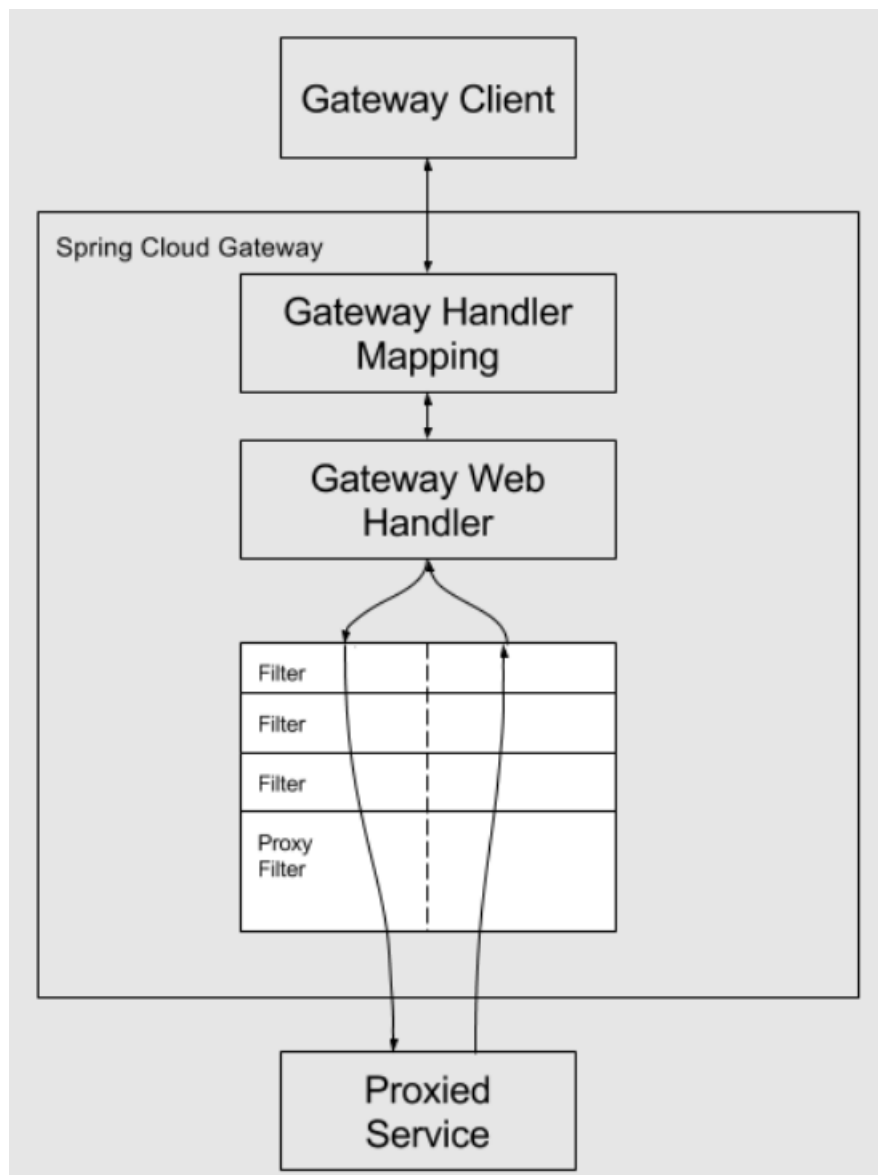 Gateway Client
Spring Cloud Gateway
Gateway Handler
Mapping
Gateway Web
Handler
Filter
Filter
Filter
Proxy
Filter
Proxied
Service